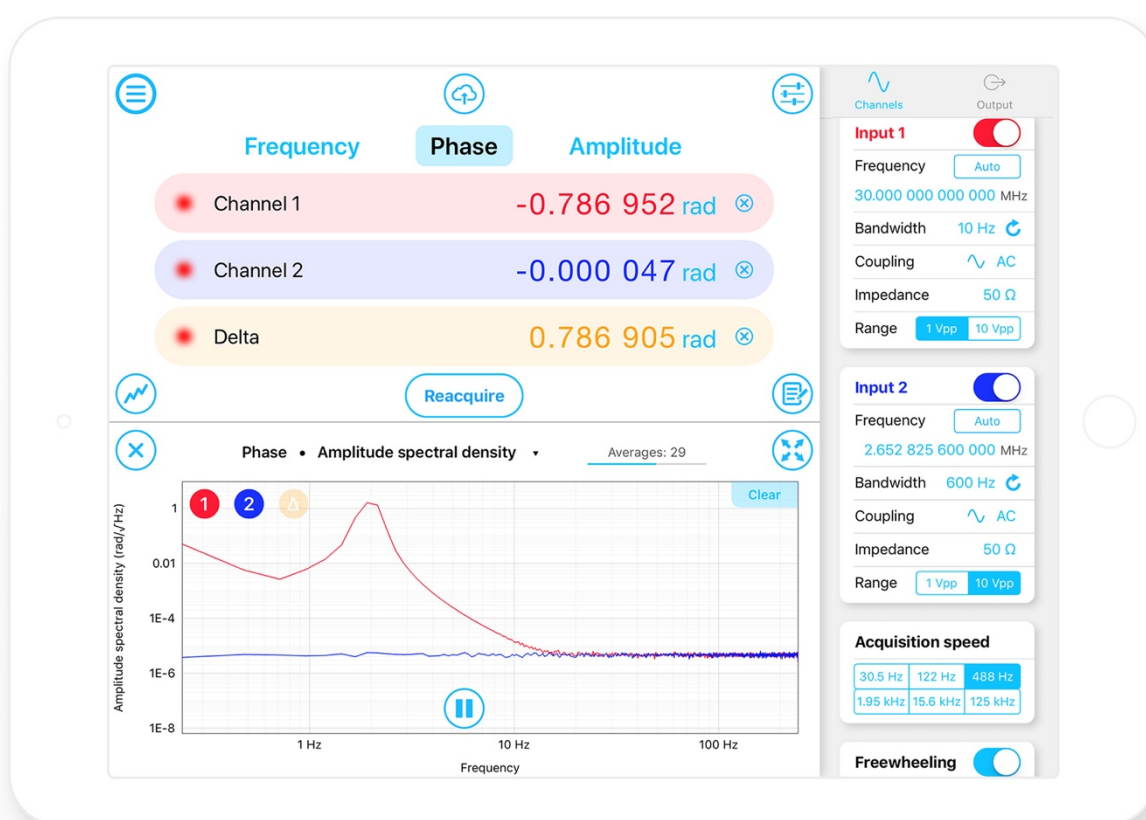 Frequency Phase Amplitude
Channel 1 -0.786 952 rad
Channel 2 -0.000 047 rad
Delta 0.786 905 rad
Reacquire
Phase • Amplitude spectral density ▾ Averages: 29
1 2 Δ Clear
Amplitude spectral density (rad/√Hz)
1
0.01
1E-4
1E-6
1E-8
1 Hz 10 Hz 100 Hz
Frequency
Channels Output
Input 1
Frequency Auto
30.000 000 000 000 MHz
Bandwidth 10 Hz
Coupling AC
Impedance 50 Ω
Range 1 Vpp 10 Vpp
Input 2
Frequency Auto
2.652 825 600 000 MHz
Bandwidth 600 Hz
Coupling AC
Impedance 50 Ω
Range 1 Vpp 10 Vpp
Acquisition speed
30.5 Hz 122 Hz 488 Hz
1.95 kHz 15.6 kHz 125 kHz
Freewheeling